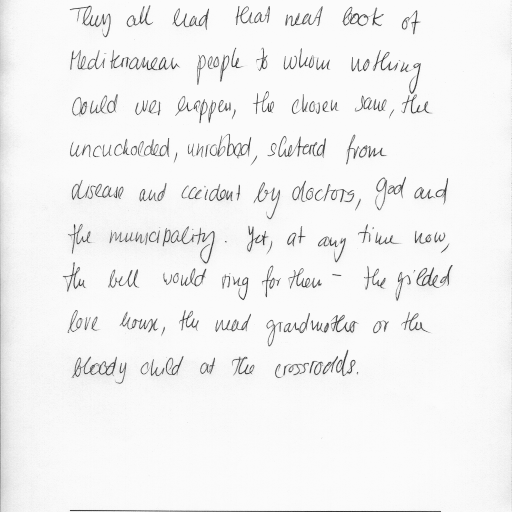 They all had that neat look of
Mediterranean people to whom nothing
could ever happen, the chosen sane, the
uncuckolded, unrobbed, sheltered from
disease and accident by doctors, God and
the municipality. Yet, at any time now,
the bell would ring for them - the gilded
love house, the mad grandmother or the
bloody child at the crossroads.